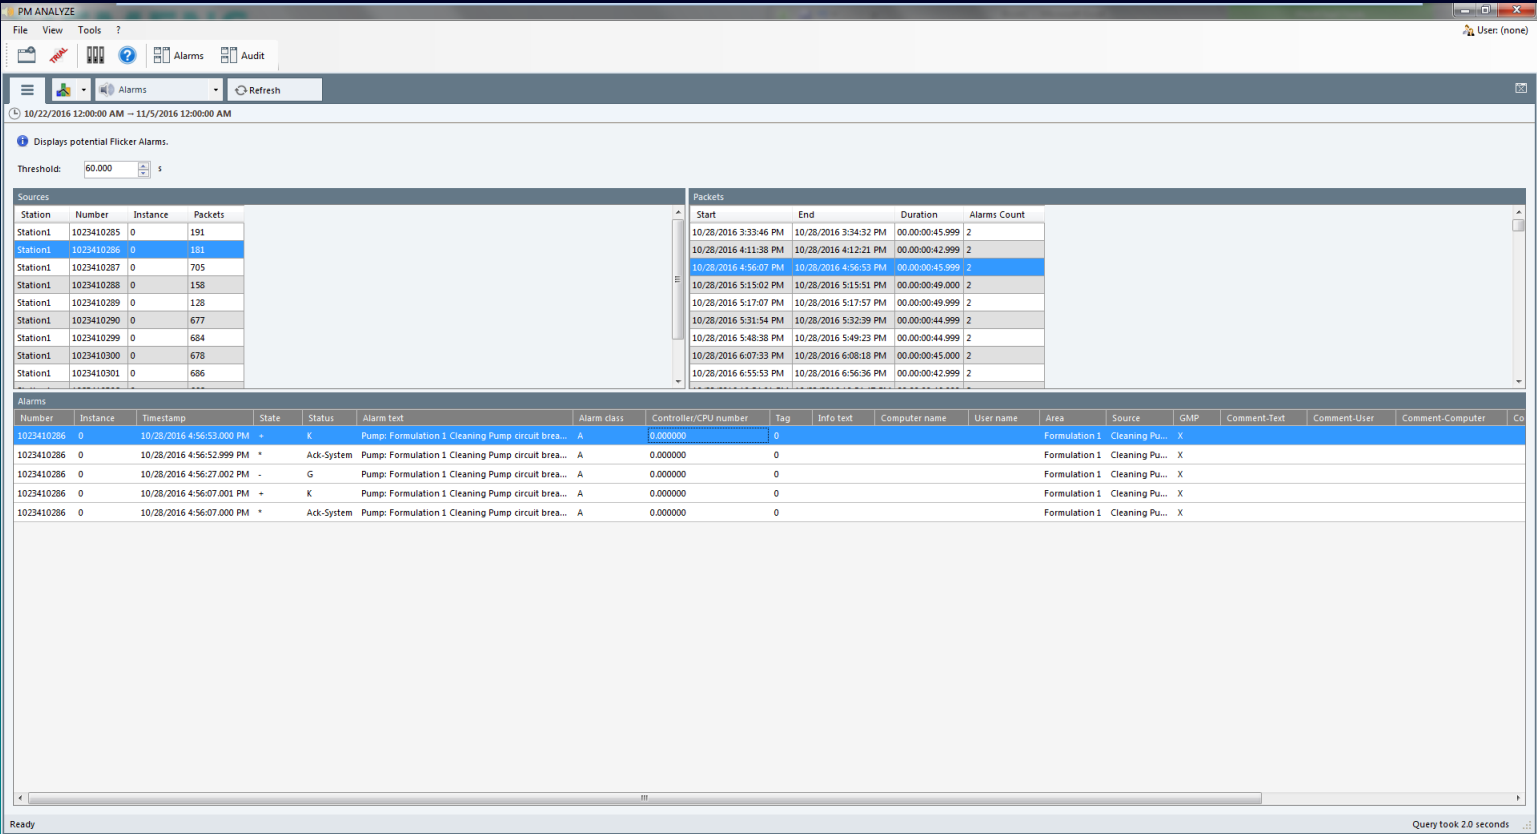 PM ANALYZE
File View Tools ?
User: (none)
TRIAL Alarms Audit
Alarms Refresh
10/22/2016 12:00:00 AM → 11/5/2016 12:00:00 AM
Displays potential Flicker Alarms.
Threshold: 60.000 s
Sources
Station Number Instance Packets
Station1 1023410285 0 191
Station1 1023410286 0 181
Station1 1023410287 0 705
Station1 1023410288 0 158
Station1 1023410289 0 128
Station1 1023410290 0 677
Station1 1023410299 0 684
Station1 1023410300 0 678
Station1 1023410301 0 686
Packets
Start End Duration Alarms Count
10/28/2016 3:33:46 PM 10/28/2016 3:34:32 PM 00.00:00:45.999 2
10/28/2016 4:11:38 PM 10/28/2016 4:12:21 PM 00.00:00:42.999 2
10/28/2016 4:56:07 PM 10/28/2016 4:56:53 PM 00.00:00:45.999 2
10/28/2016 5:15:02 PM 10/28/2016 5:15:51 PM 00.00:00:49.000 2
10/28/2016 5:17:07 PM 10/28/2016 5:17:57 PM 00.00:00:49.999 2
10/28/2016 5:31:54 PM 10/28/2016 5:32:39 PM 00.00:00:44.999 2
10/28/2016 5:48:38 PM 10/28/2016 5:49:23 PM 00.00:00:44.999 2
10/28/2016 6:07:33 PM 10/28/2016 6:08:18 PM 00.00:00:45.000 2
10/28/2016 6:55:53 PM 10/28/2016 6:56:36 PM 00.00:00:42.999 2
Alarms
Number Instance Timestamp State Status Alarm text Alarm class Controller/CPU number Tag Info text Computer name User name Area Source GMP Comment-Text Comment-User Comment-Computer Co
1023410286 0 10/28/2016 4:56:53.000 PM + K Pump: Formulation 1 Cleaning Pump circuit brea... A 0.000000 0 Formulation 1 Cleaning Pu... X
1023410286 0 10/28/2016 4:56:52.999 PM * Ack-System Pump: Formulation 1 Cleaning Pump circuit brea... A 0.000000 0 Formulation 1 Cleaning Pu... X
1023410286 0 10/28/2016 4:56:27.002 PM - G Pump: Formulation 1 Cleaning Pump circuit brea... A 0.000000 0 Formulation 1 Cleaning Pu... X
1023410286 0 10/28/2016 4:56:07.001 PM + K Pump: Formulation 1 Cleaning Pump circuit brea... A 0.000000 0 Formulation 1 Cleaning Pu... X
1023410286 0 10/28/2016 4:56:07.000 PM * Ack-System Pump: Formulation 1 Cleaning Pump circuit brea... A 0.000000 0 Formulation 1 Cleaning Pu... X
Ready
Query took 2.0 seconds